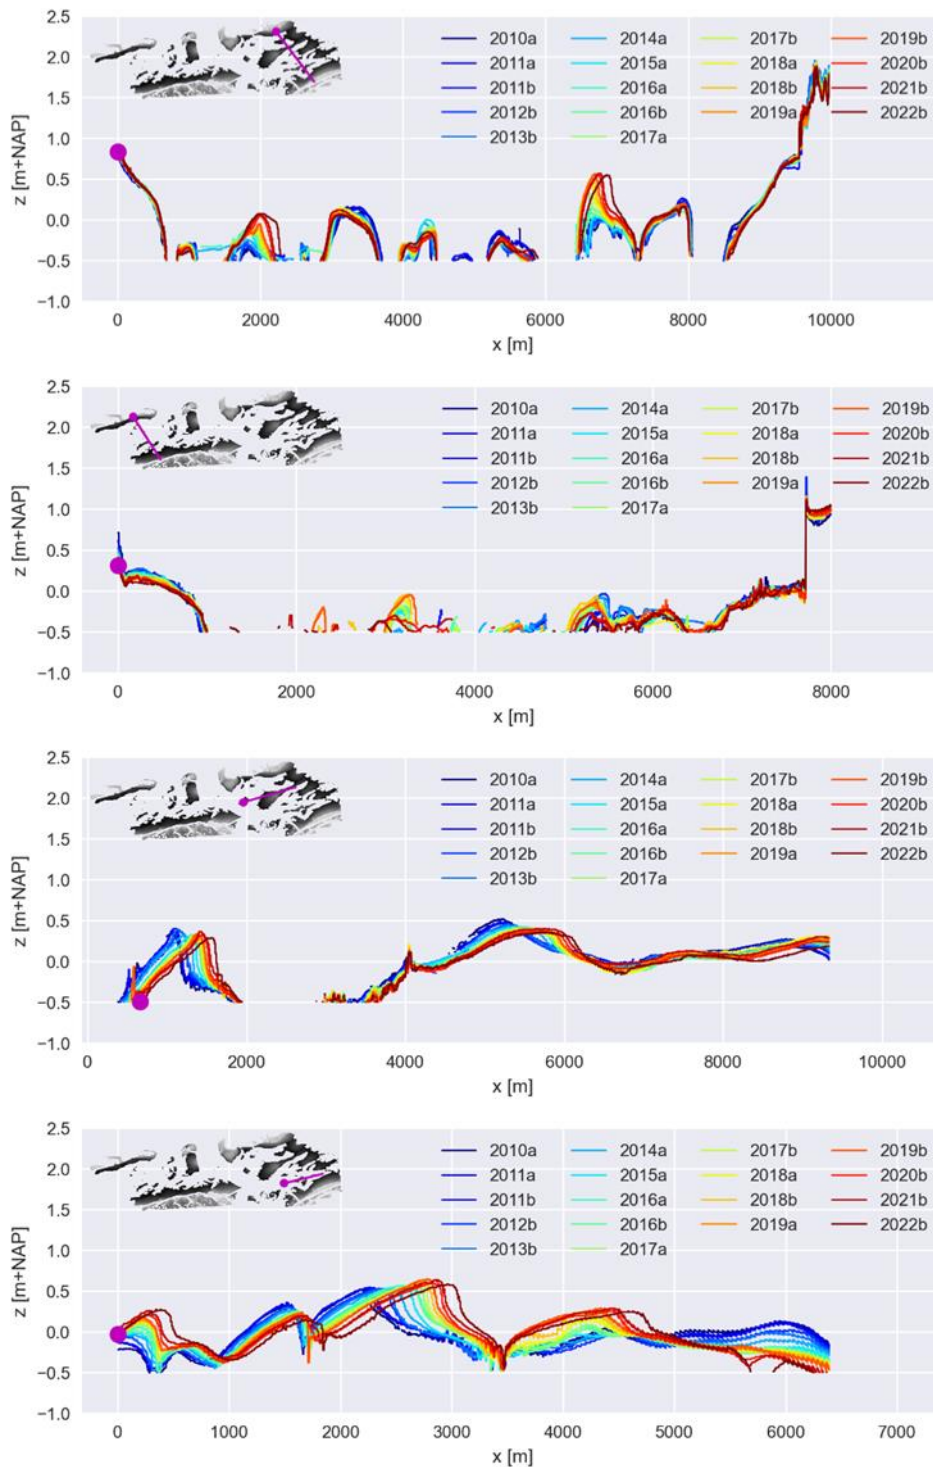 2.5
2.0
1.5
1.0
0.5
0.0
−0.5
−1.0
z [m+NAP]
2010a 2014a 2017b 2019b
2011a 2015a 2018a 2020b
2011b 2016a 2018b 2021b
2012b 2016b 2019a 2022b
2013b 2017a
0 2000 4000 6000 8000 10000
x [m]
2.5
2.0
1.5
1.0
0.5
0.0
−0.5
−1.0
z [m+NAP]
2010a 2014a 2017b 2019b
2011a 2015a 2018a 2020b
2011b 2016a 2018b 2021b
2012b 2016b 2019a 2022b
2013b 2017a
0 2000 4000 6000 8000
x [m]
2.5
2.0
1.5
1.0
0.5
0.0
−0.5
−1.0
z [m+NAP]
2010a 2014a 2017b 2019b
2011a 2015a 2018a 2020b
2011b 2016a 2018b 2021b
2012b 2016b 2019a 2022b
2013b 2017a
0 2000 4000 6000 8000 10000
x [m]
2.5
2.0
1.5
1.0
0.5
0.0
−0.5
−1.0
z [m+NAP]
2010a 2014a 2017b 2019b
2011a 2015a 2018a 2020b
2011b 2016a 2018b 2021b
2012b 2016b 2019a 2022b
2013b 2017a
0 1000 2000 3000 4000 5000 6000 7000
x [m]